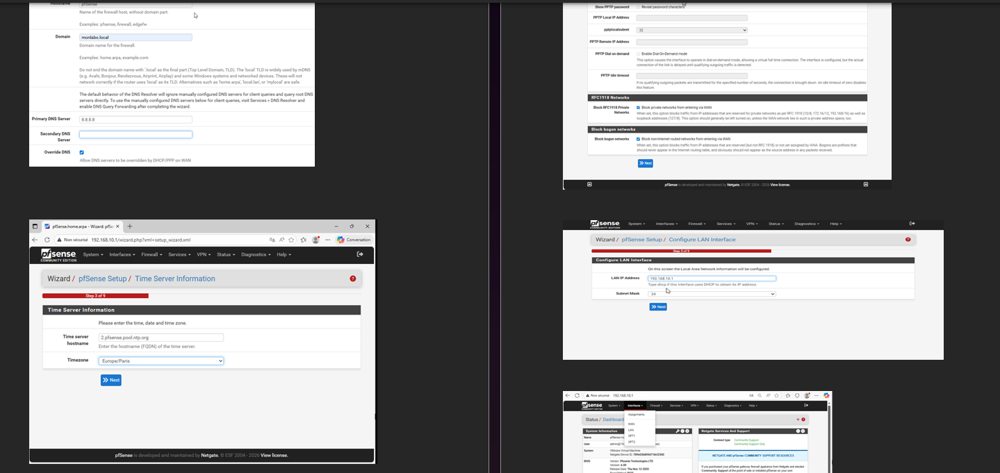 Hostname
pfSense
Name of the firewall host, without domain part.
Examples: pfsense, firewall, edgefw
Domain
monlabo.local
Domain name for the firewall.
Examples: home.arpa, example.com
Do not end the domain name with '.local' as the final part (Top Level Domain, TLD). The 'local' TLD is widely used by mDNS
(e.g. Avahi, Bonjour, Rendezvous, Airprint, Airplay) and some Windows systems and networked devices. These will not
network correctly if the router uses 'local' as its TLD. Alternatives such as 'home.arpa', 'local.lan', or 'mylocal' are safe.
The default behavior of the DNS Resolver will ignore manually configured DNS servers for client queries and query root DNS
servers directly. To use the manually configured DNS servers below for client queries, visit Services > DNS Resolver and
enable DNS Query Forwarding after completing the wizard.
Primary DNS Server
8.8.8.8
Secondary DNS
Server
Override DNS
Allow DNS servers to be overridden by DHCP/PPP on WAN
pfSense.home.arpa - Wizard: pfSe
Non sécurisé
192.168.10.1/wizard.php?xml=setup_wizard.xml
Conversation
pfsense
COMMUNITY EDITION
System
Interfaces
Firewall
Services
VPN
Status
Diagnostics
Help
Wizard / pfSense Setup / Time Server Information
Step 3 of 9
Time Server Information
Please enter the time, date and time zone.
Time server
hostname
2.pfsense.pool.ntp.org
Enter the hostname (FQDN) of the time server.
Timezone
Europe/Paris
Next
pfSense is developed and maintained by Netgate. © ESF 2004 - 2026 View license.
Show PPTP password
Reveal password characters
PPTP Local IP Address
pptplocalsubnet
32
PPTP Remote IP Address
PPTP Dial on demand
Enable Dial-On-Demand mode
This option causes the interface to operate in dial-on-demand mode, allowing a virtual full time connection. The interface is configured, but the actual
connection of the link is delayed until qualifying outgoing traffic is detected.
PPTP Idle timeout
If no qualifying outgoing packets are transmitted for the specified number of seconds, the connection is brought down. An idle timeout of zero disables
this feature.
RFC1918 Networks
Block RFC1918 Private
Networks
Block private networks from entering via WAN
When set, this option blocks traffic from IP addresses that are reserved for private networks as per RFC 1918 (10/8, 172.16/12, 192.168/16) as well as
loopback addresses (127/8). This option should generally be left turned on, unless the WAN network lies in such a private address space, too.
Block bogon networks
Block bogon networks
Block non-Internet routed networks from entering via WAN
When set, this option blocks traffic from IP addresses that are reserved (but not RFC 1918) or not yet assigned by IANA. Bogons are prefixes that
should never appear in the Internet routing table, and obviously should not appear as the source address in any packets received.
Next
pfSense is developed and maintained by Netgate. © ESF 2004 - 2026 View license.
pfsense
COMMUNITY EDITION
System
Interfaces
Firewall
Services
VPN
Status
Diagnostics
Help
Wizard / pfSense Setup / Configure LAN Interface
Step 5 of 9
Configure LAN Interface
On this screen the Local Area Network information will be configured.
LAN IP Address
192.168.10.1
Type dhcp if this interface uses DHCP to obtain its IP address.
Subnet Mask
24
Next
Non sécurisé
192.168.10.1
pfsense
System
Interfaces
Firewall
Services
VPN
Status
Diagnostics
Help
Assignments
WAN
LAN
OPT1
OPT2
Status / Dashboard
System Information
Name
User
System
VMware Virtual Machine
BIOS
Vendor: Phoenix Technologies LTD
Version: 6.00
Release Date: Thu Nov 12 2020
Netgate Services And Support
Contract type
Community Support
Community Support Only
NETGATE AND pfSense COMMUNITY SUPPORT RESOURCES
If you purchased your pfSense gateway firewall appliance from Netgate and elected
Community Support at the point of sale or installed pfSense on your own